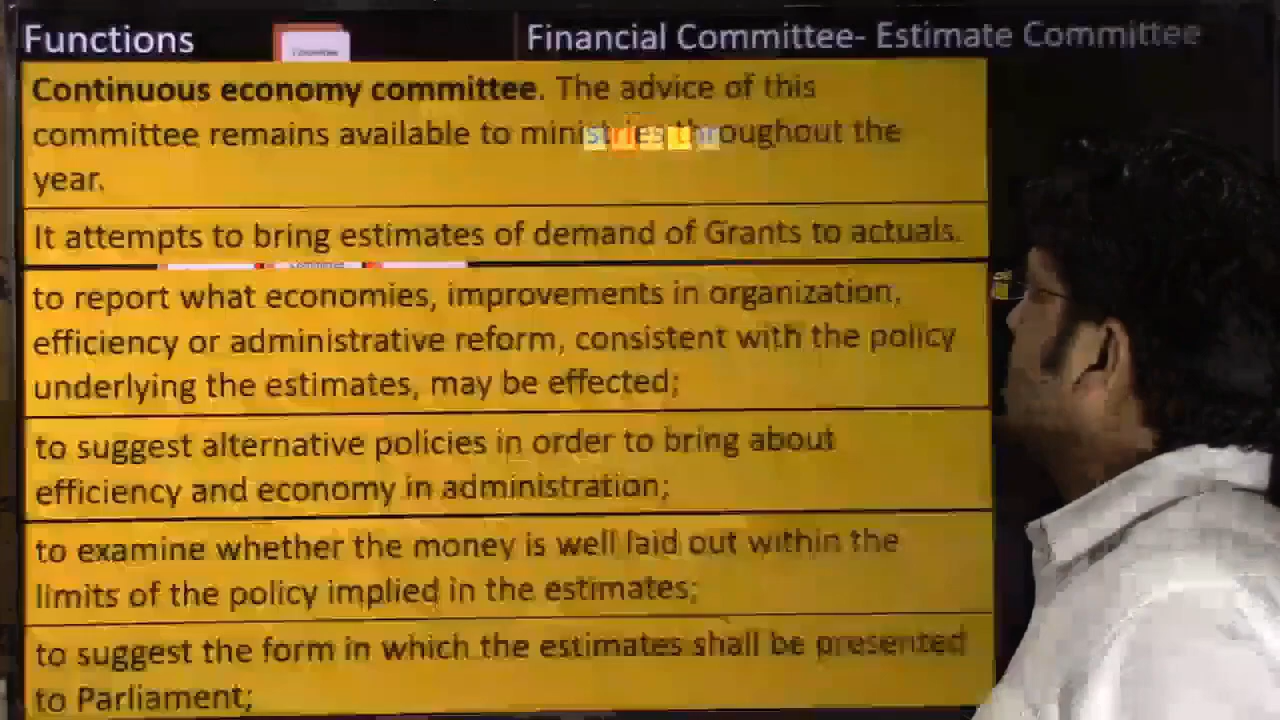 Functions
Financial Committee- Estimate Committee
Continuous economy committee. The advice of this
committee remains available to ministries throughout the
year.
It attempts to bring estimates of demand of Grants to actuals.
to report what economies, improvements in organization,
efficiency or administrative reform, consistent with the policy
underlying the estimates, may be effected;
to suggest alternative policies in order to bring about
efficiency and economy in administration;
to examine whether the money is well laid out within the
limits of the policy implied in the estimates;
to suggest the form in which the estimates shall be presented
to Parliament;